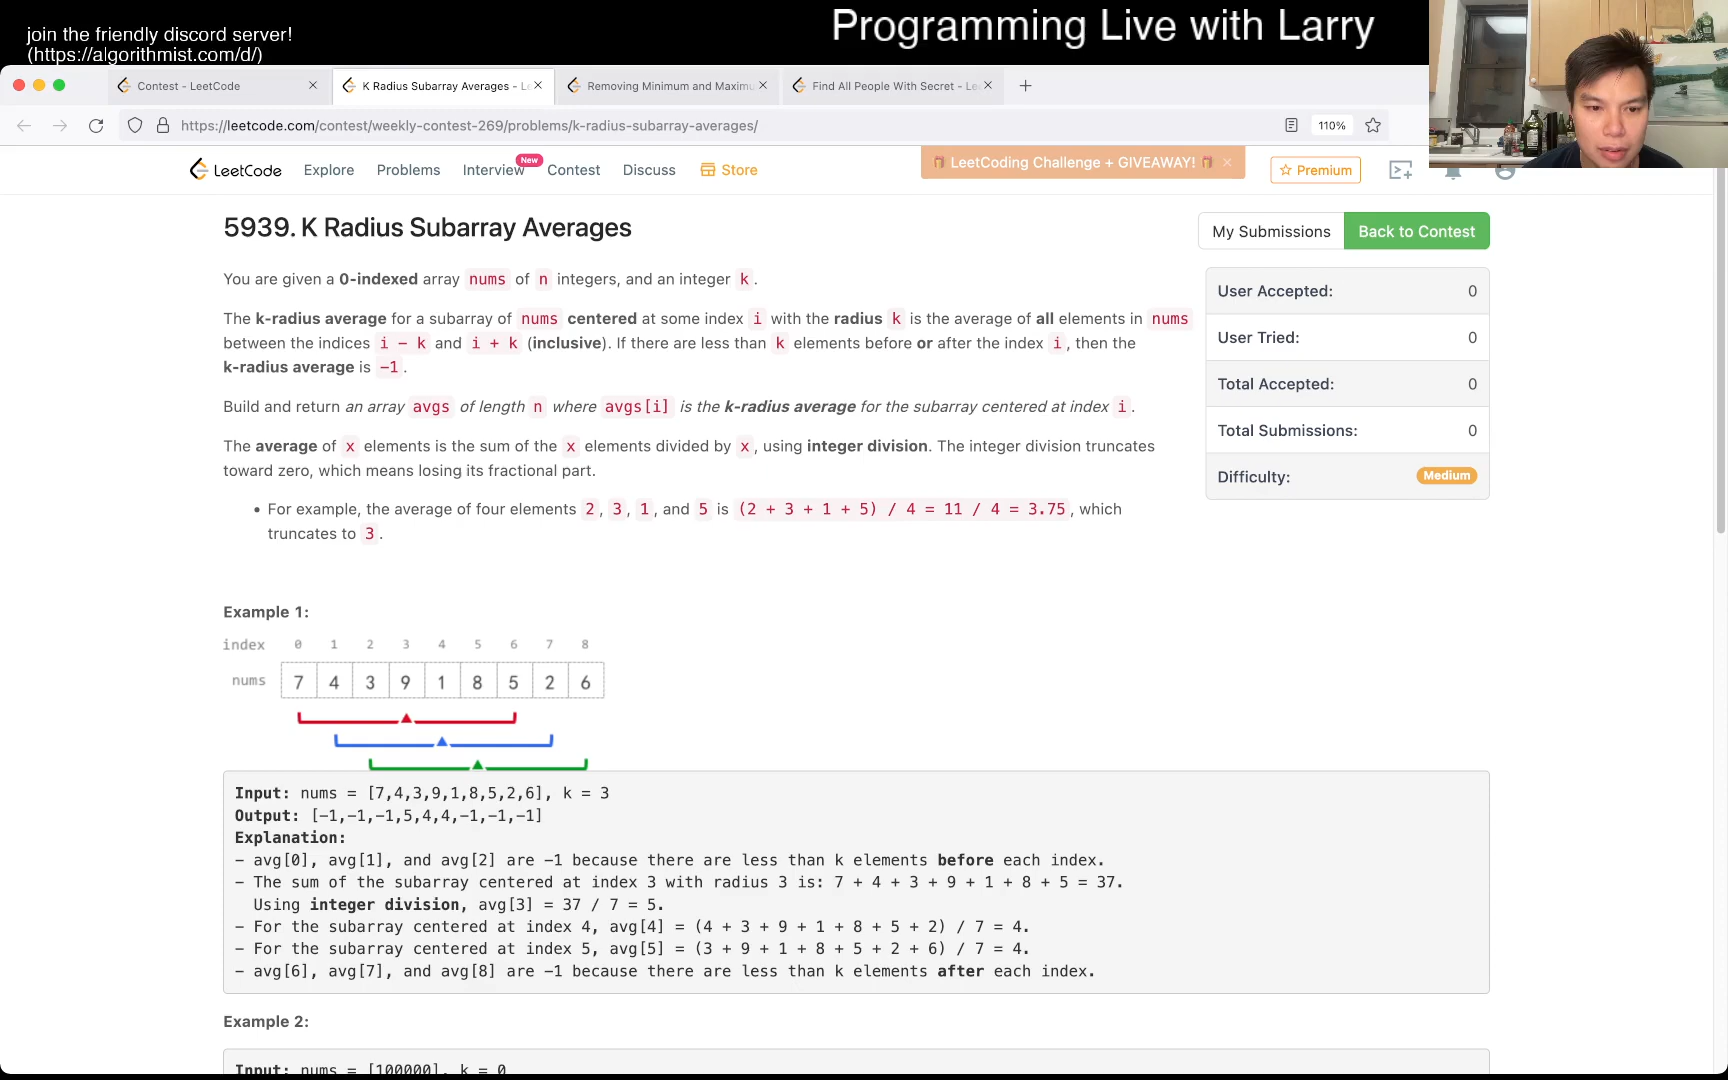 join the friendly discord server!
(https://algorithmist.com/d/)
Programming Live with Larry
Contest - LeetCode
K Radius Subarray Averages - L
Removing Minimum and Maximu
Find All People With Secret - Le
https://leetcode.com/contest/weekly-contest-269/problems/k-radius-subarray-averages/
110%
LeetCode Explore Problems Interview New Contest Discuss Store
LeetCoding Challenge + GIVEAWAY!
Premium
5939. K Radius Subarray Averages
My Submissions
Back to Contest
You are given a 0-indexed array nums of n integers, and an integer k.
The k-radius average for a subarray of nums centered at some index i with the radius k is the average of all elements in nums
between the indices i - k and i + k (inclusive). If there are less than k elements before or after the index i, then the
k-radius average is -1.
Build and return an array avgs of length n where avgs[i] is the k-radius average for the subarray centered at index i.
The average of x elements is the sum of the x elements divided by x, using integer division. The integer division truncates
toward zero, which means losing its fractional part.
• For example, the average of four elements 2, 3, 1, and 5 is (2 + 3 + 1 + 5) / 4 = 11 / 4 = 3.75, which
truncates to 3.
User Accepted: 0
User Tried: 0
Total Accepted: 0
Total Submissions: 0
Difficulty: Medium
Example 1:
index 0 1 2 3 4 5 6 7 8
nums 7 4 3 9 1 8 5 2 6
Input: nums = [7,4,3,9,1,8,5,2,6], k = 3
Output: [-1,-1,-1,5,4,4,-1,-1,-1]
Explanation:
- avg[0], avg[1], and avg[2] are -1 because there are less than k elements before each index.
- The sum of the subarray centered at index 3 with radius 3 is: 7 + 4 + 3 + 9 + 1 + 8 + 5 = 37.
Using integer division, avg[3] = 37 / 7 = 5.
- For the subarray centered at index 4, avg[4] = (4 + 3 + 9 + 1 + 8 + 5 + 2) / 7 = 4.
- For the subarray centered at index 5, avg[5] = (3 + 9 + 1 + 8 + 5 + 2 + 6) / 7 = 4.
- avg[6], avg[7], and avg[8] are -1 because there are less than k elements after each index.
Example 2:
Input: nums = [100000], k = 0